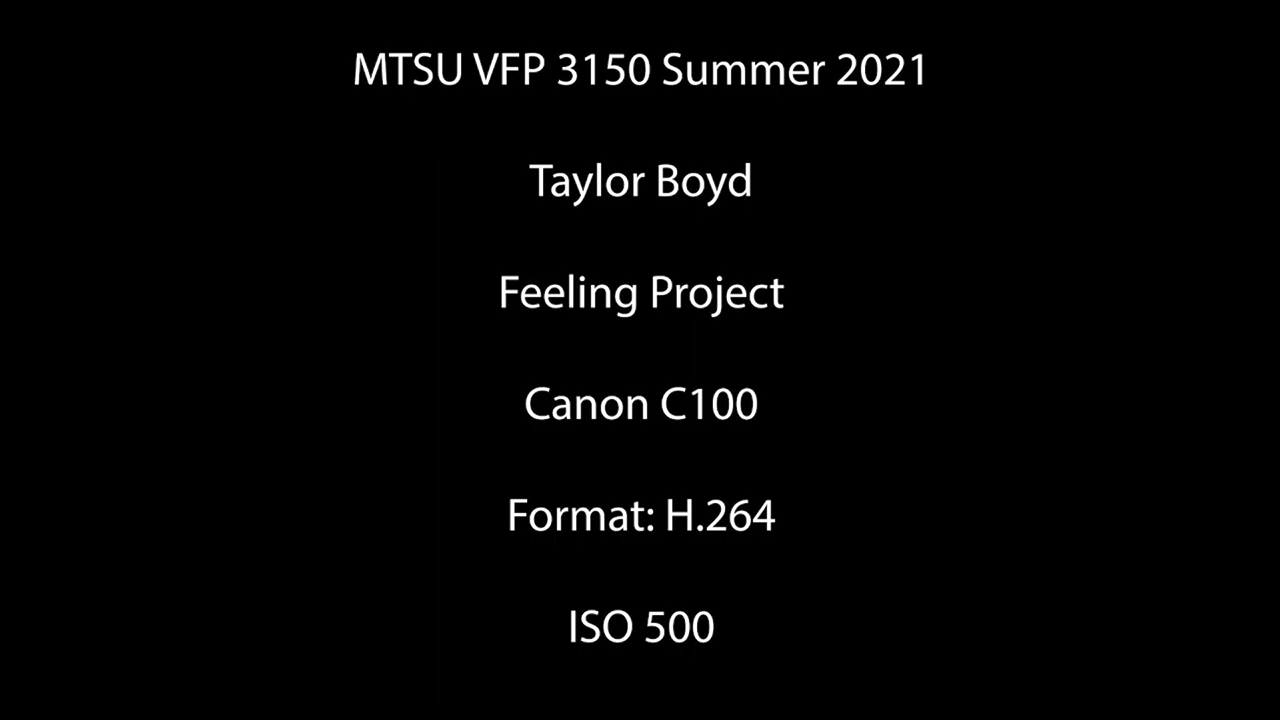 MTSU VFP 3150 Summer 2021
Taylor Boyd
Feeling Project
Canon C100
Format: H.264
ISO 500